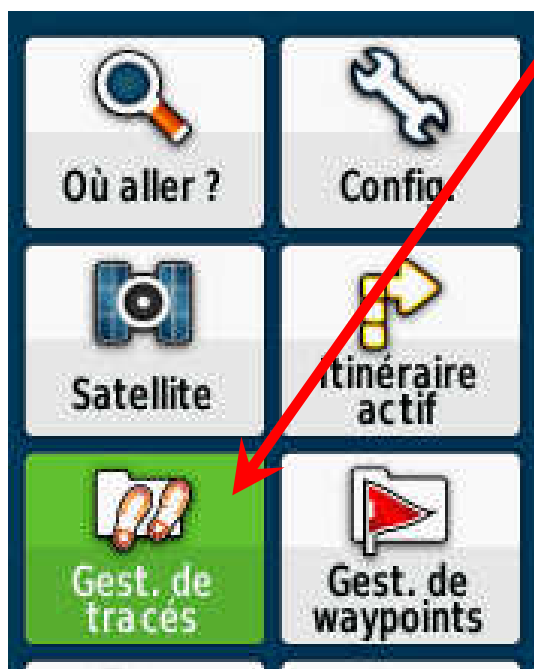 Où aller ?
Config.
Satellite
Itinéraire
actif
Gest. de
tracés
Gest. de
waypoints